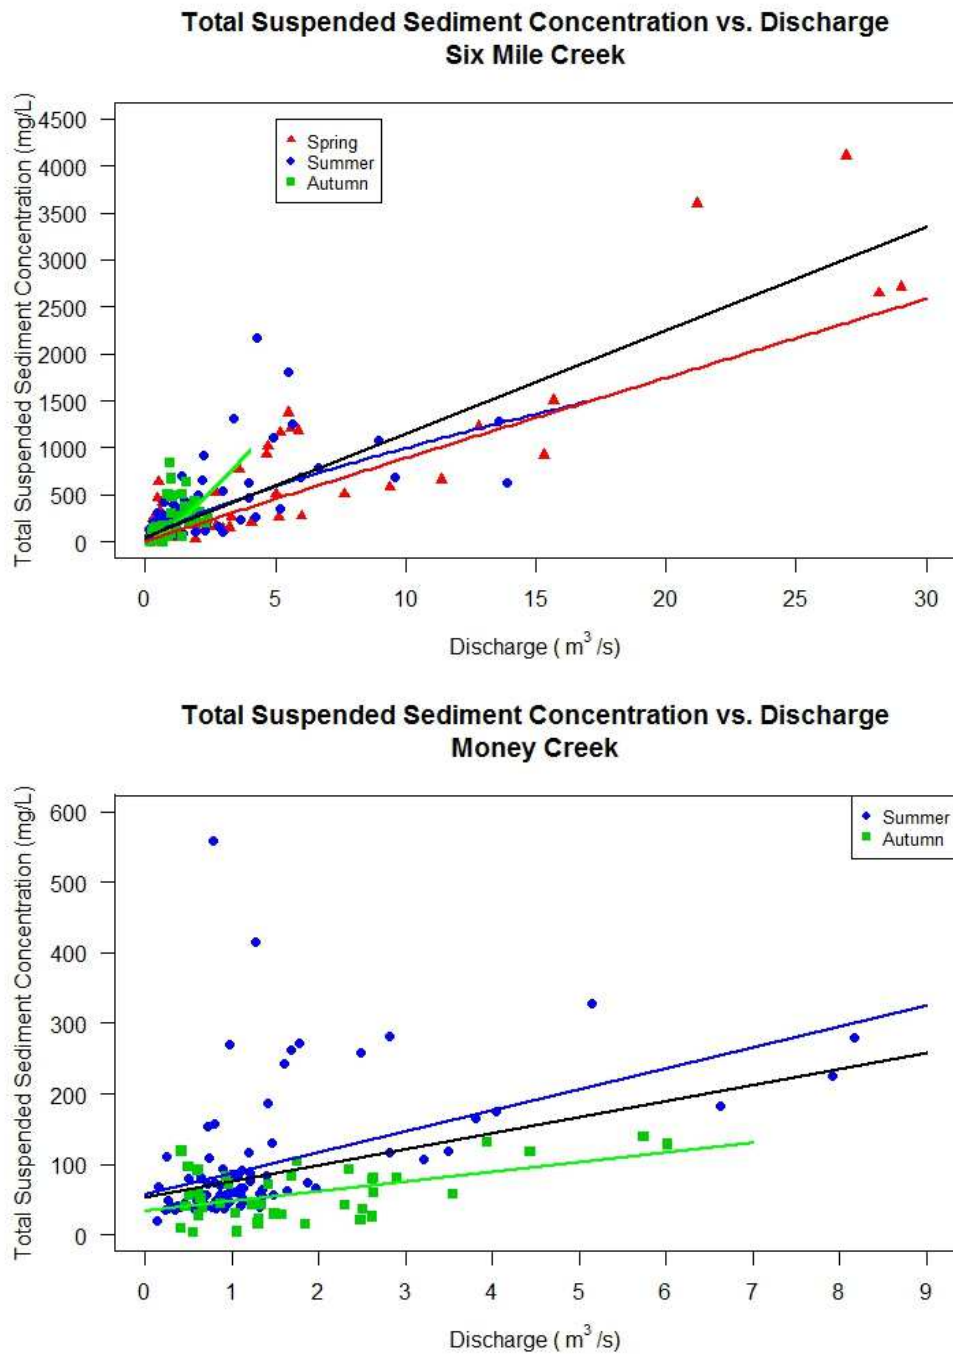 Total Suspended Sediment Concentration vs. Discharge
Six Mile Creek
Total Suspended Sediment Concentration (mg/L)
4500
4000
3500
3000
2500
2000
1500
1000
500
0
Spring
Summer
Autumn
0 5 10 15 20 25 30
Discharge ( m³ /s)
Total Suspended Sediment Concentration vs. Discharge
Money Creek
Total Suspended Sediment Concentration (mg/L)
600
500
400
300
200
100
0
Summer
Autumn
0 1 2 3 4 5 6 7 8 9
Discharge ( m³ /s)